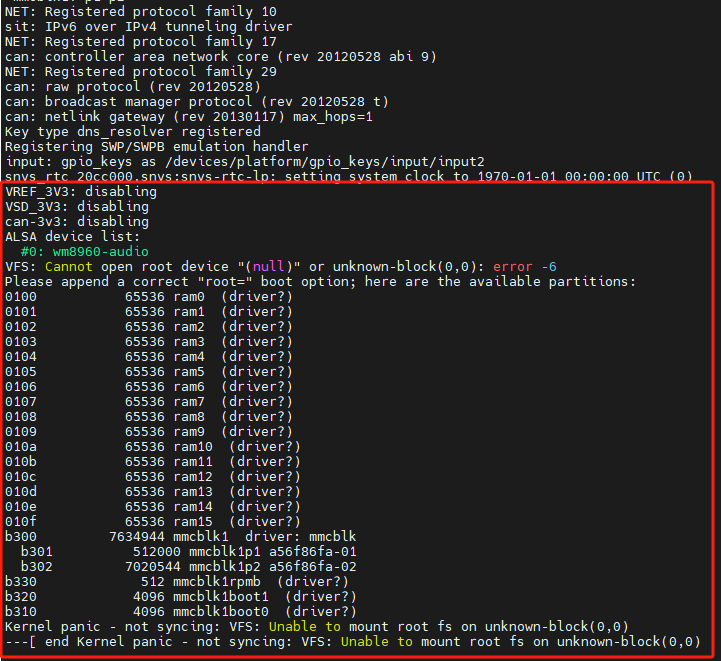 NET: Registered protocol family 10
sit: IPv6 over IPv4 tunneling driver
NET: Registered protocol family 17
can: controller area network core (rev 20120528 abi 9)
NET: Registered protocol family 29
can: raw protocol (rev 20120528)
can: broadcast manager protocol (rev 20120528 t)
can: netlink gateway (rev 20130117) max_hops=1
Key type dns_resolver registered
Registering SWP/SWPB emulation handler
input: gpio_keys as /devices/platform/gpio_keys/input/input2
snvs_rtc 20cc000.snvs:snvs-rtc-lp: setting system clock to 1970-01-01 00:00:00 UTC (0)
VREF_3V3: disabling
VSD_3V3: disabling
can-3v3: disabling
ALSA device list:
  #0: wm8960-audio
VFS: Cannot open root device "(null)" or unknown-block(0,0): error -6
Please append a correct "root=" boot option; here are the available partitions:
0100           65536 ram0  (driver?)
0101           65536 ram1  (driver?)
0102           65536 ram2  (driver?)
0103           65536 ram3  (driver?)
0104           65536 ram4  (driver?)
0105           65536 ram5  (driver?)
0106           65536 ram6  (driver?)
0107           65536 ram7  (driver?)
0108           65536 ram8  (driver?)
0109           65536 ram9  (driver?)
010a           65536 ram10  (driver?)
010b           65536 ram11  (driver?)
010c           65536 ram12  (driver?)
010d           65536 ram13  (driver?)
010e           65536 ram14  (driver?)
010f           65536 ram15  (driver?)
b300         7634944 mmcblk1  driver: mmcblk
  b301          512000 mmcblk1p1 a56f86fa-01
  b302         7020544 mmcblk1p2 a56f86fa-02
b330             512 mmcblk1rpmb  (driver?)
b320            4096 mmcblk1boot1  (driver?)
b310            4096 mmcblk1boot0  (driver?)
Kernel panic - not syncing: VFS: Unable to mount root fs on unknown-block(0,0)
---[ end Kernel panic - not syncing: VFS: Unable to mount root fs on unknown-block(0,0)